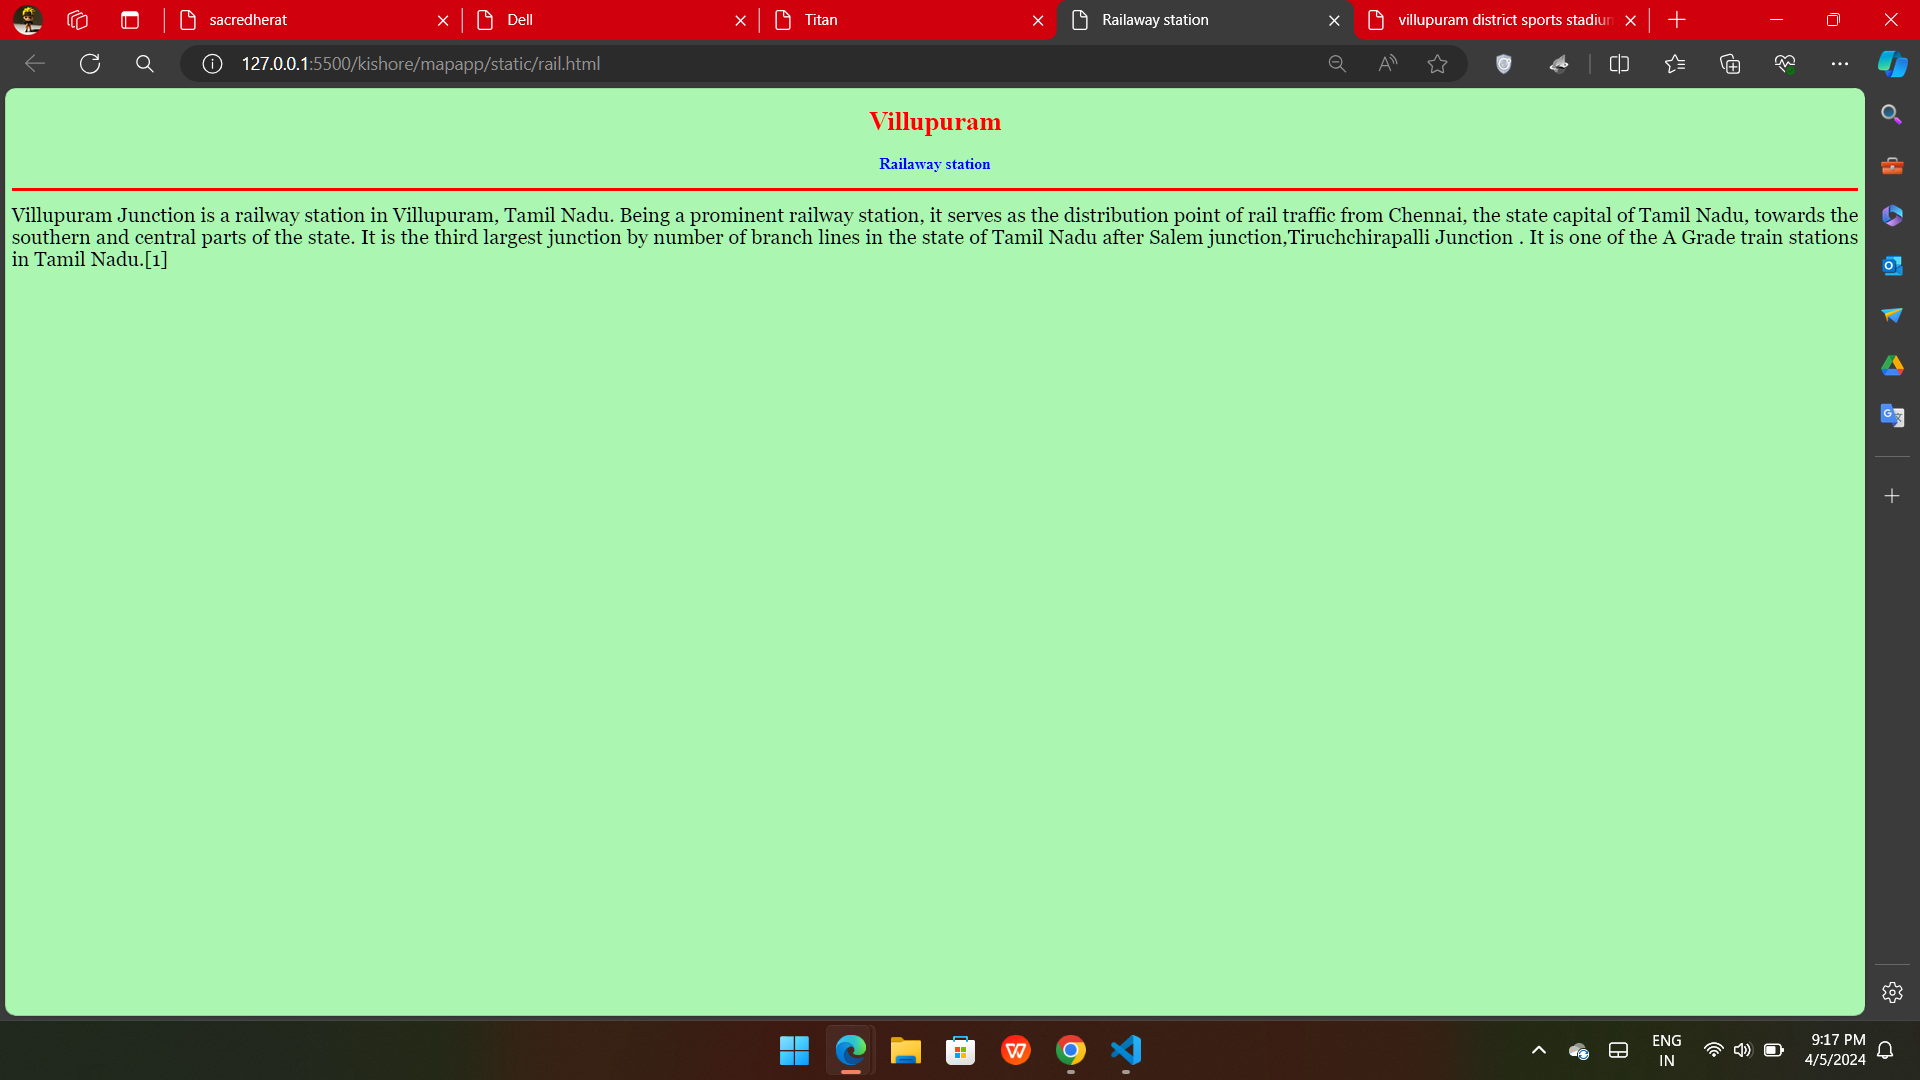 sacredherat
Dell
Titan
Railaway station
villupuram district sports stadiun
127.0.0.1:5500/kishore/mapapp/static/rail.html
Villupuram
Railaway station
Villupuram Junction is a railway station in Villupuram, Tamil Nadu. Being a prominent railway station, it serves as the distribution point of rail traffic from Chennai, the state capital of Tamil Nadu, towards the
southern and central parts of the state. It is the third largest junction by number of branch lines in the state of Tamil Nadu after Salem junction,Tiruchchirapalli Junction . It is one of the A Grade train stations
in Tamil Nadu.[1]
ENG
IN
9:17 PM
4/5/2024